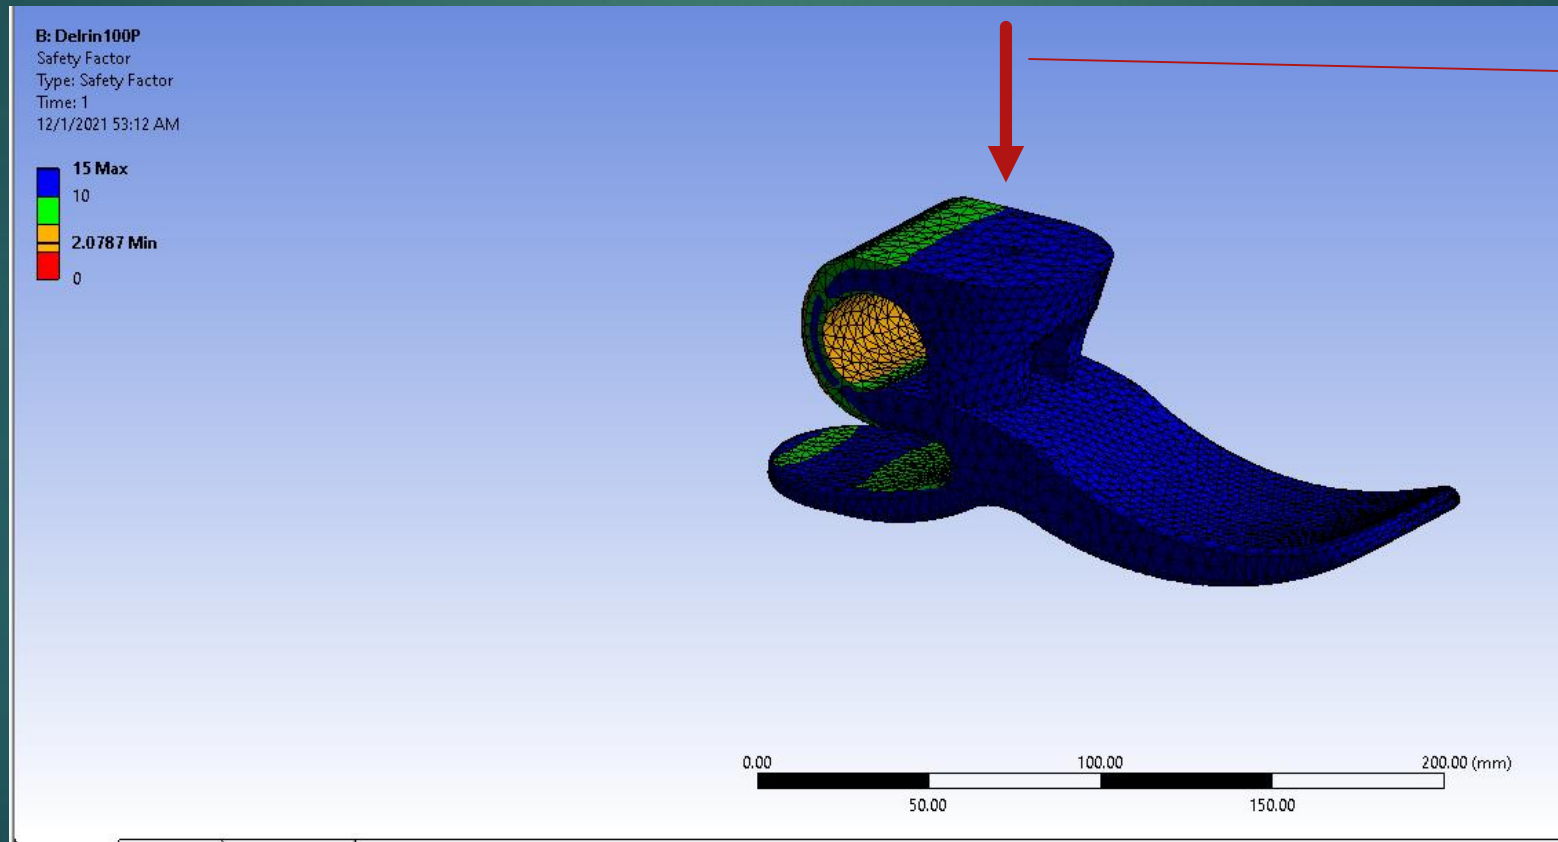 B: Delrin100P
Safety Factor
Type: Safety Factor
Time: 1
12/1/2021 53:12 AM
15 Max
10
2.0787 Min
0
0.00 100.00 200.00 (mm)
50.00 150.00